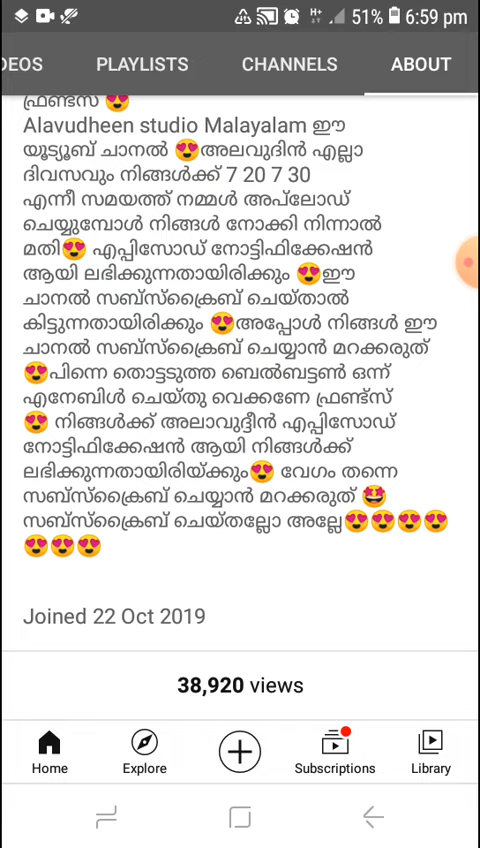 51% 6:59 pm
DEOS PLAYLISTS CHANNELS ABOUT
ഫ്രണ്ട്സ് 😍
Alavudheen studio Malayalam ഈ
യൂട്യൂബ് ചാനൽ 😍അലവുദിൻ എല്ലാ
ദിവസവും നിങ്ങൾക്ക് 7 20 7 30
എന്നീ സമയത്ത് നമ്മൾ അപ്‌ലോഡ്
ചെയ്യുമ്പോൾ നിങ്ങൾ നോക്കി നിന്നാൽ
മതി😍 എപ്പിസോഡ് നോട്ടിഫിക്കേഷൻ
ആയി ലഭിക്കുന്നതായിരിക്കും 😍ഈ
ചാനൽ സബ്സ്ക്രൈബ് ചെയ്താൽ
കിട്ടുന്നതായിരിക്കും 😍അപ്പോൾ നിങ്ങൾ ഈ
ചാനൽ സബ്സ്ക്രൈബ് ചെയ്യാൻ മറക്കരുത്
😍പിന്നെ തൊട്ടടുത്ത ബെൽബട്ടൺ ഒന്ന്
എനേബിൾ ചെയ്തു വെക്കണേ ഫ്രണ്ട്സ്
😍 നിങ്ങൾക്ക് അലാവുദ്ദീൻ എപ്പിസോഡ്
നോട്ടിഫിക്കേഷൻ ആയി നിങ്ങൾക്ക്
ലഭിക്കുന്നതായിരിയ്ക്കും😍 വേഗം തന്നെ
സബ്സ്ക്രൈബ് ചെയ്യാൻ മറക്കരുത് 🤩
സബ്സ്ക്രൈബ് ചെയ്തല്ലോ അല്ലേ😍😍😍😍
😍😍😍
Joined 22 Oct 2019
38,920 views
Home Explore Subscriptions Library